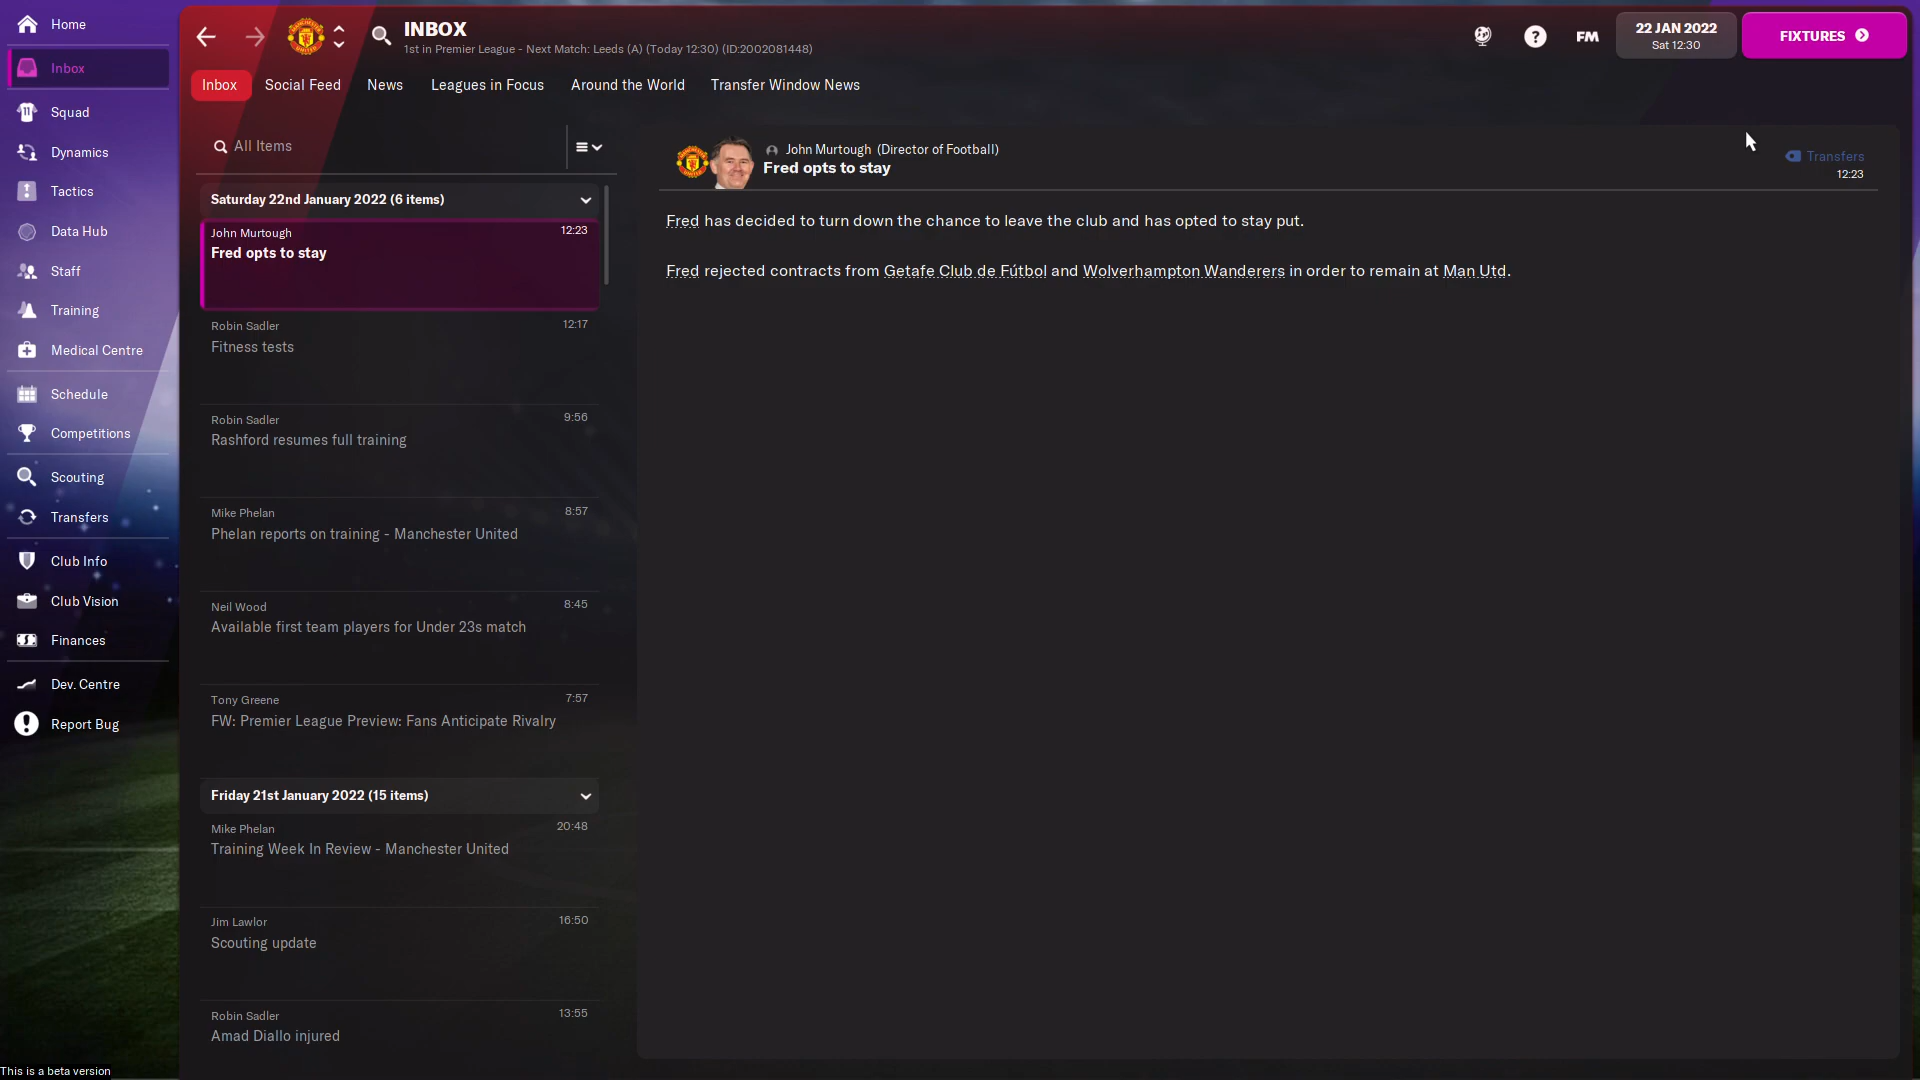 Home
Inbox
Squad
Dynamics
Tactics
Data Hub
Staff
Training
Medical Centre
Schedule
Competitions
Scouting
Transfers
Club Info
Club Vision
Finances
Dev. Centre
Report Bug
This is a beta version
INBOX
1st in Premier League - Next Match: Leeds (A) (Today 12:30) (ID:2002081448)
FM
22 JAN 2022
Sat 12:30
FIXTURES
Inbox Social Feed News Leagues in Focus Around the World Transfer Window News
All Items
Saturday 22nd January 2022 (6 items)
John Murtough 12:23
Fred opts to stay
Robin Sadler 12:17
Fitness tests
Robin Sadler 9:56
Rashford resumes full training
Mike Phelan 8:57
Phelan reports on training - Manchester United
Neil Wood 8:45
Available first team players for Under 23s match
Tony Greene 7:57
FW: Premier League Preview: Fans Anticipate Rivalry
Friday 21st January 2022 (15 items)
Mike Phelan 20:48
Training Week In Review - Manchester United
Jim Lawlor 16:50
Scouting update
Robin Sadler 13:55
Amad Diallo injured
John Murtough (Director of Football)
Fred opts to stay
Transfers
12:23
Fred has decided to turn down the chance to leave the club and has opted to stay put.
Fred rejected contracts from Getafe Club de Fútbol and Wolverhampton Wanderers in order to remain at Man Utd.